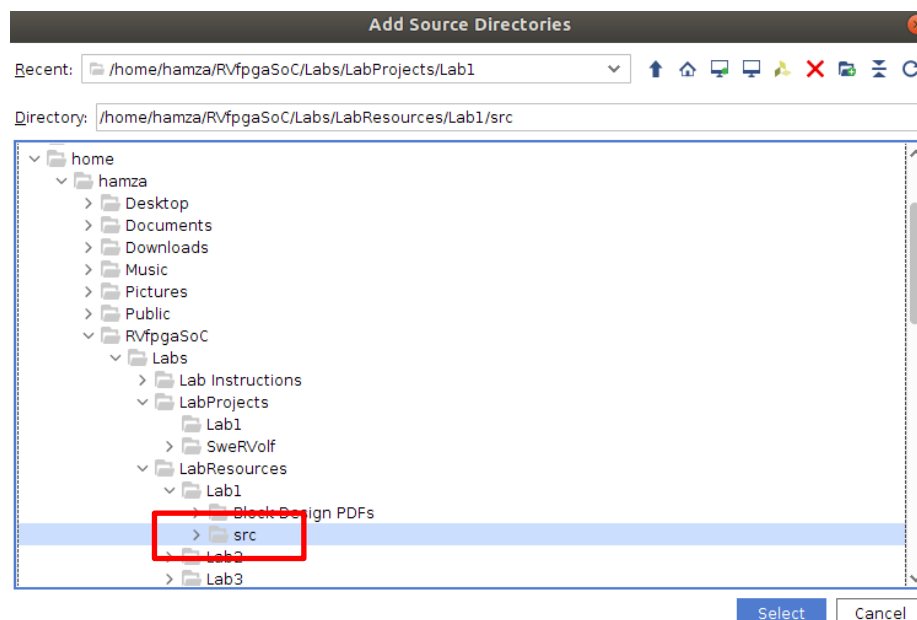 Add Source Directories
Recent: /home/hamza/RVfpgaSoC/Labs/LabProjects/Lab1
Directory: /home/hamza/RVfpgaSoC/Labs/LabResources/Lab1/src
home
hamza
Desktop
Documents
Downloads
Music
Pictures
Public
RVfpgaSoC
Labs
Lab Instructions
LabProjects
Lab1
SweRVolf
LabResources
Lab1
Block Design PDFs
src
Lab2
Lab3
Select Cancel